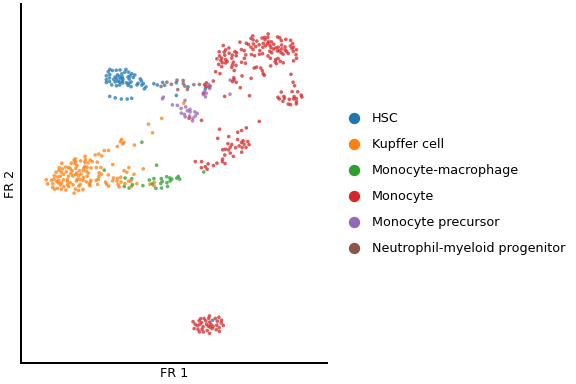 FR 2
FR 1
HSC
Kupffer cell
Monocyte-macrophage
Monocyte
Monocyte precursor
Neutrophil-myeloid progenitor